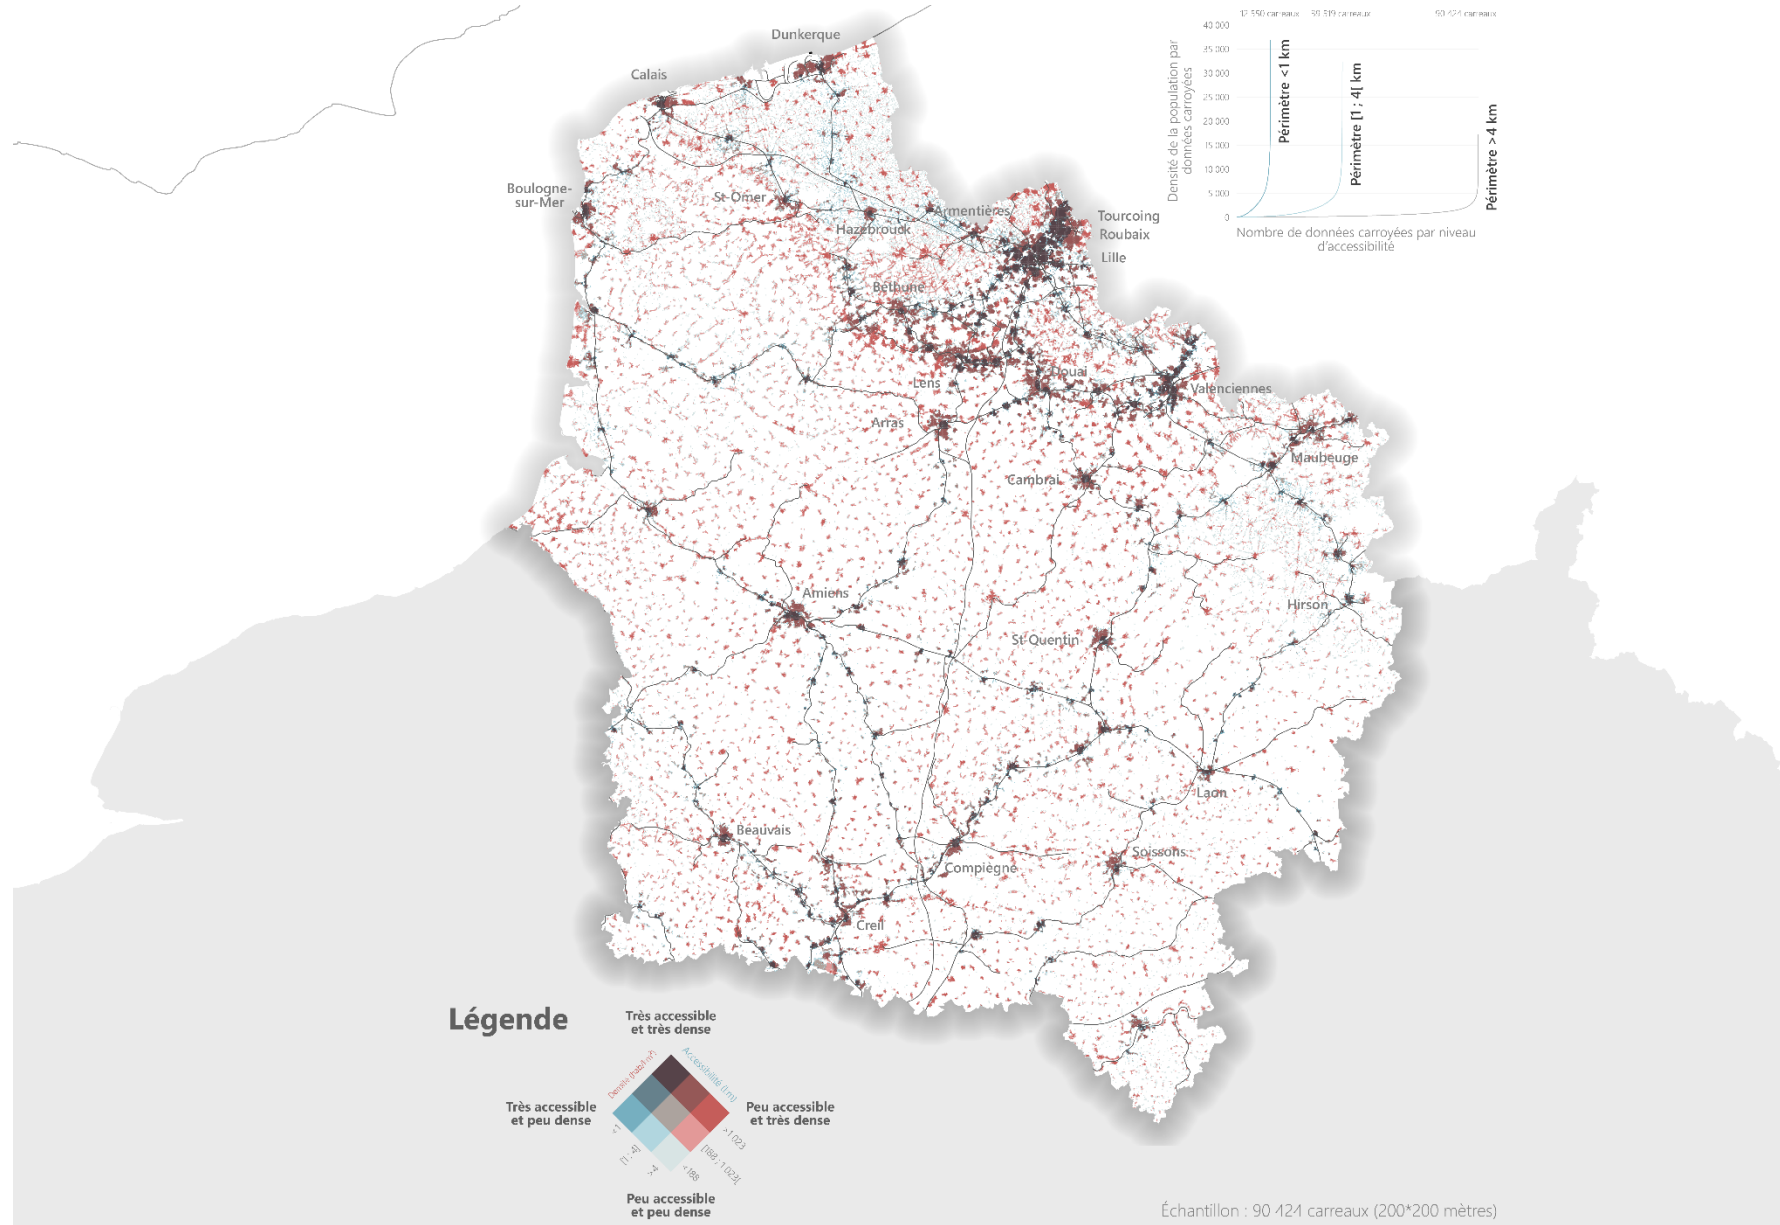 Dunkerque
Calais
Boulogne-
sur-Mer
St-Omer
Hazebrouck
Armentières
Tourcoing
Roubaix
Lille
Béthune
Lens
Douai
Valenciennes
Arras
Maubeuge
Cambrai
Amiens
Hirson
St-Quentin
Laon
Beauvais
Soissons
Compiègne
Creil
90 424 carreaux
40 000
35 000
30 000
25 000
20 000
15 000
10 000
5 000
0
Densité de la population par
données carroyées
Périmètre <1 km
Périmètre [1 ; 4[ km
Périmètre >4 km
Nombre de données carroyées par niveau
d'accessibilité
Légende
Très accessible
et très dense
Densité (hab/km²)
Accessibilité (km)
Très accessible
et peu dense
Peu accessible
et très dense
<1
[1 ; 4[
>4
<188
[188 ; 1 023[
>1 023
Peu accessible
et peu dense
Échantillon : 90 424 carreaux (200*200 mètres)